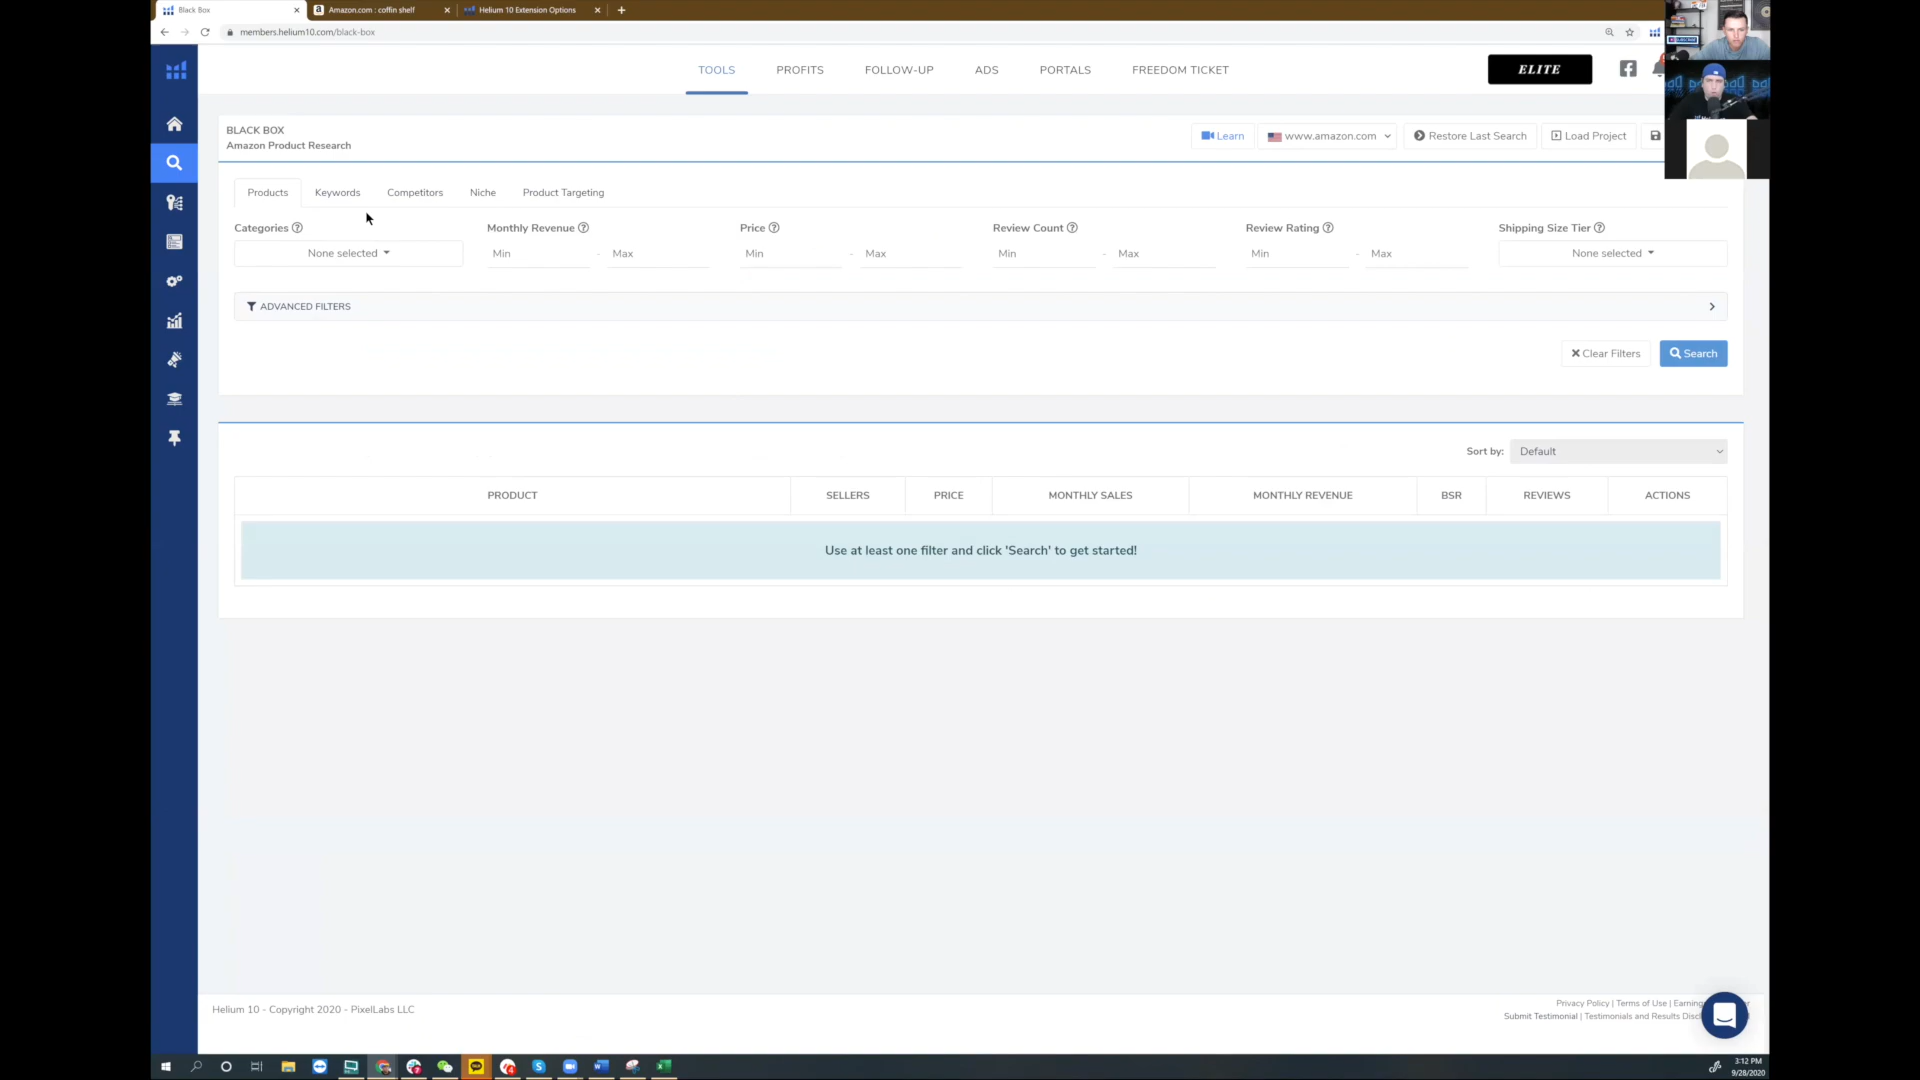 Black Box
Amazon.com : coffin shelf
Helium 10 Extension Options
members.helium10.com/black-box
TOOLS
PROFITS
FOLLOW-UP
ADS
PORTALS
FREEDOM TICKET
ELITE
BLACK BOX
Amazon Product Research
Learn
www.amazon.com
Restore Last Search
Load Project
Products
Keywords
Competitors
Niche
Product Targeting
Categories
Monthly Revenue
Price
Review Count
Review Rating
Shipping Size Tier
None selected
Min - Max
Min - Max
Min - Max
Min - Max
None selected
ADVANCED FILTERS
Clear Filters
Search
Sort by: Default
PRODUCT
SELLERS
PRICE
MONTHLY SALES
MONTHLY REVENUE
BSR
REVIEWS
ACTIONS
Use at least one filter and click 'Search' to get started!
Helium 10 - Copyright 2020 - PixelLabs LLC
Privacy Policy | Terms of Use |
Submit Testimonial | Testimonials and Results
3:12 PM
9/28/2020